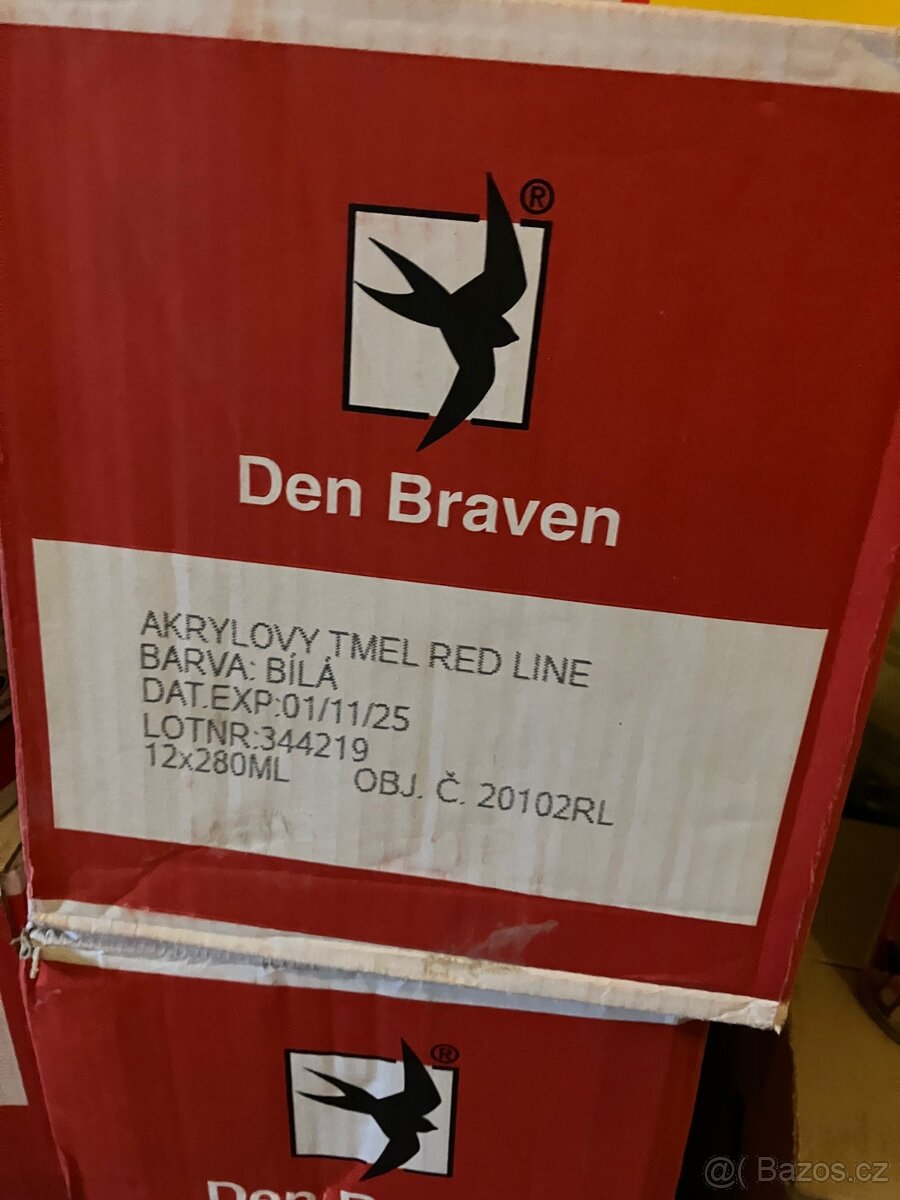 ®
Den Braven
AKRYLOVY TMEL RED LINE
BARVA: BÍLÁ
DAT.EXP:01/11/25
LOTNR:344219
12x280ML OBJ. Č. 20102RL
®
Den
@( Bazos.cz